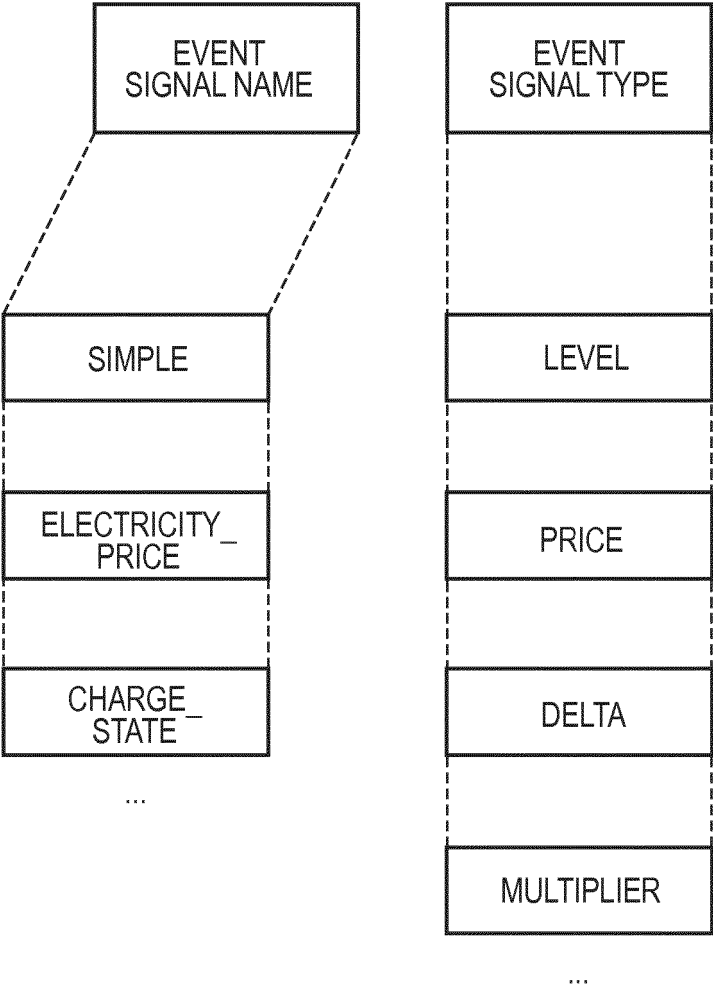 EVENT
SIGNAL NAME
SIMPLE
ELECTRICITY_
PRICE
CHARGE_
STATE
...
EVENT
SIGNAL TYPE
LEVEL
PRICE
DELTA
MULTIPLIER
...